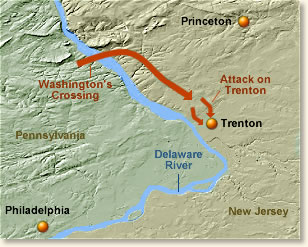 Princeton
Washington's
Crossing
Attack on
Trenton
Trenton
Pennsylvania
Delaware
River
Philadelphia
New Jersey